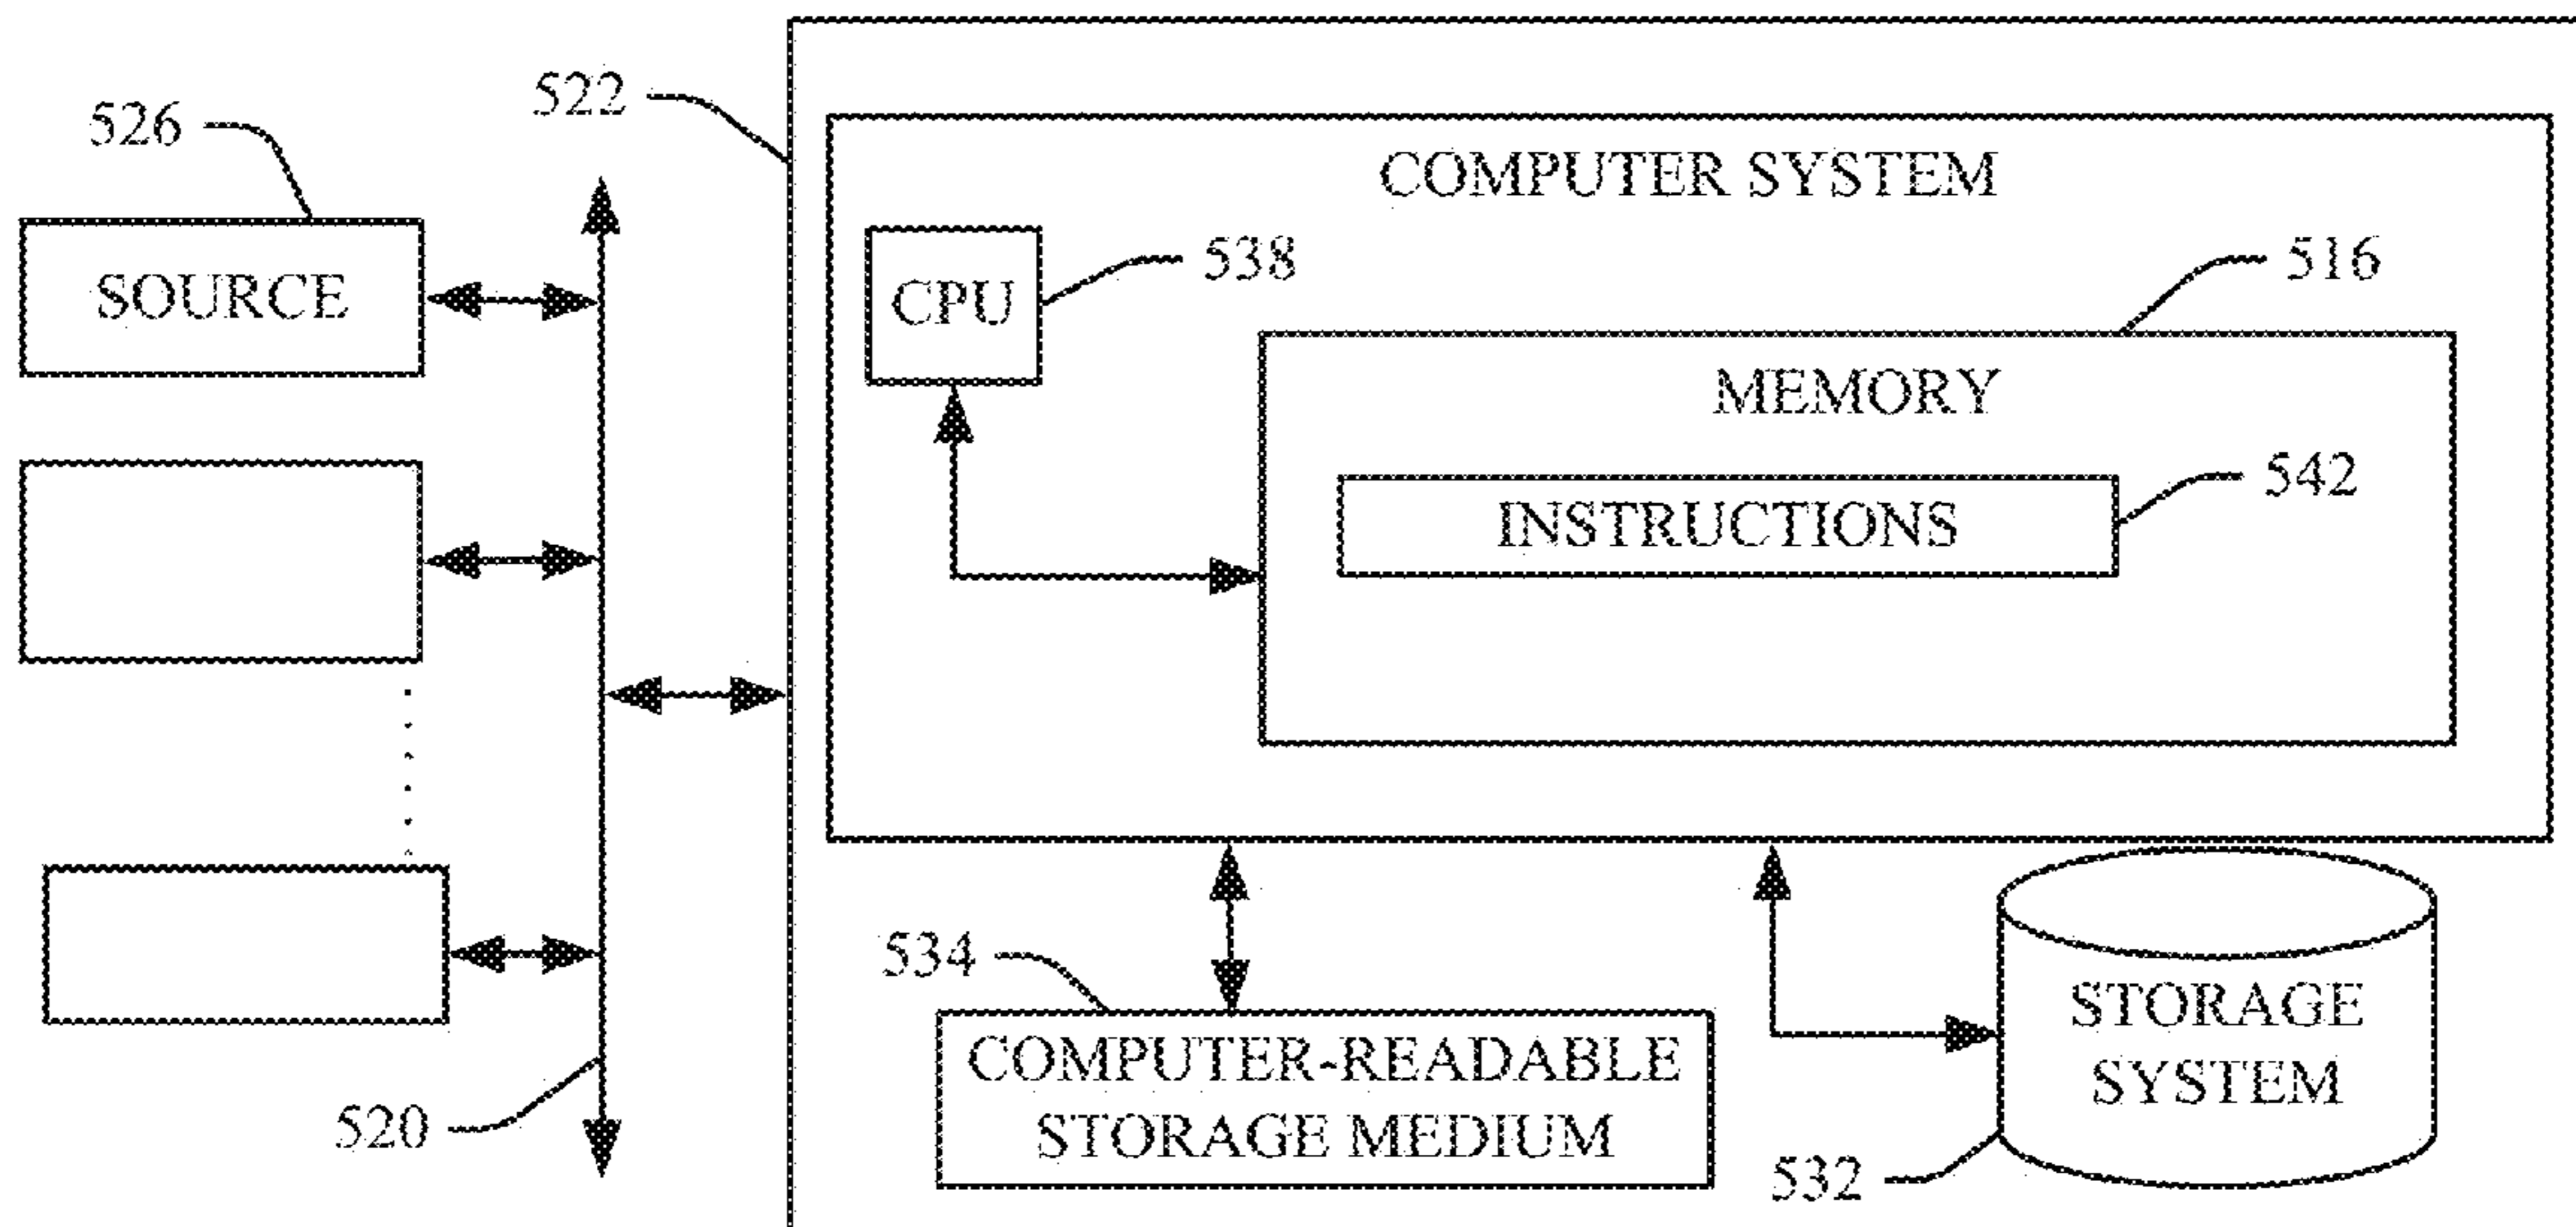 526
SOURCE
520
522
COMPUTER SYSTEM
CPU
538
516
MEMORY
INSTRUCTIONS
542
534
COMPUTER-READABLE
STORAGE MEDIUM
STORAGE
SYSTEM
532